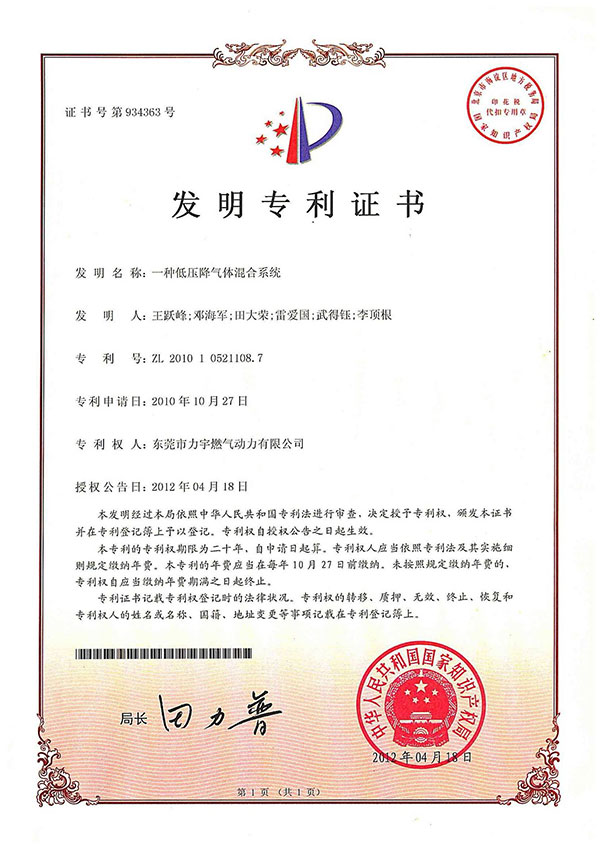 证书号第934363号
北京市海淀区地方税务局
印花税
代扣专用章
国家知识产权局
发明专利证书
发明名称:一种低压降气体混合系统
发明人:王跃峰;邓海军;田大荣;雷爱国;武得钰;李顶根
专利号:ZL 2010 1 0521108.7
专利申请日:2010年10月27日
专利权人:东莞市力宇燃气动力有限公司
授权公告日:2012年04月18日
本发明经过本局依照中华人民共和国专利法进行审查，决定授予专利权，颁发本证书
并在专利登记簿上予以登记。专利权自授权公告之日起生效。
本专利的专利权期限为二十年，自申请日起算。专利权人应当依照专利法及其实施细
则规定缴纳年费。本专利的年费应当在每年10月27日前缴纳。未按照规定缴纳年费的，
专利权自应当缴纳年费期满之日起终止。
专利证书记载专利权登记时的法律状况。专利权的转移、质押、无效、终止、恢复和
专利权人的姓名或名称、国籍、地址变更等事项记载在专利登记簿上。
局长 田力普
中华人民共和国国家知识产权局
2012年04月18日
第1页（共1页）